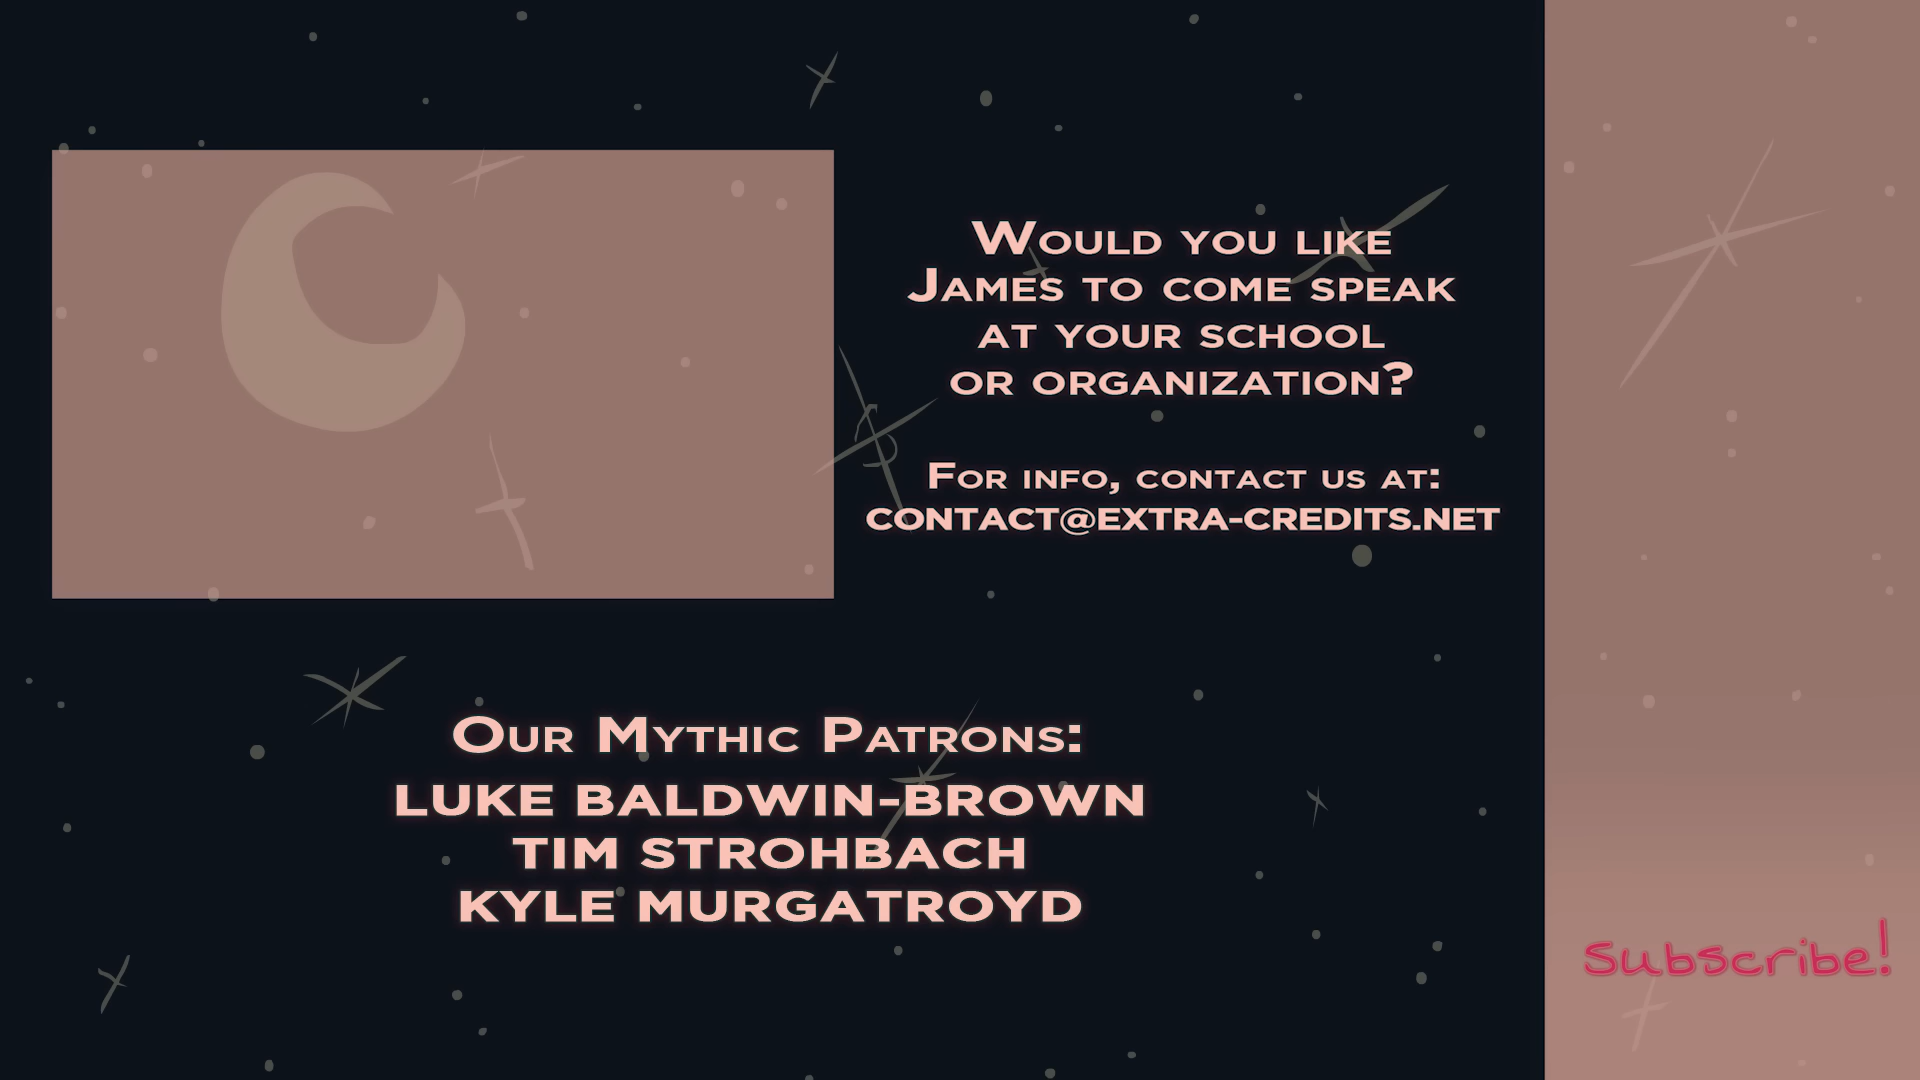 Would you like
James to come speak
at your school
or organization?
For info, contact us at:
CONTACT@EXTRA-CREDITS.NET
Our Mythic Patrons:
LUKE BALDWIN-BROWN
TIM STROHBACH
KYLE MURGATROYD
Subscribe!